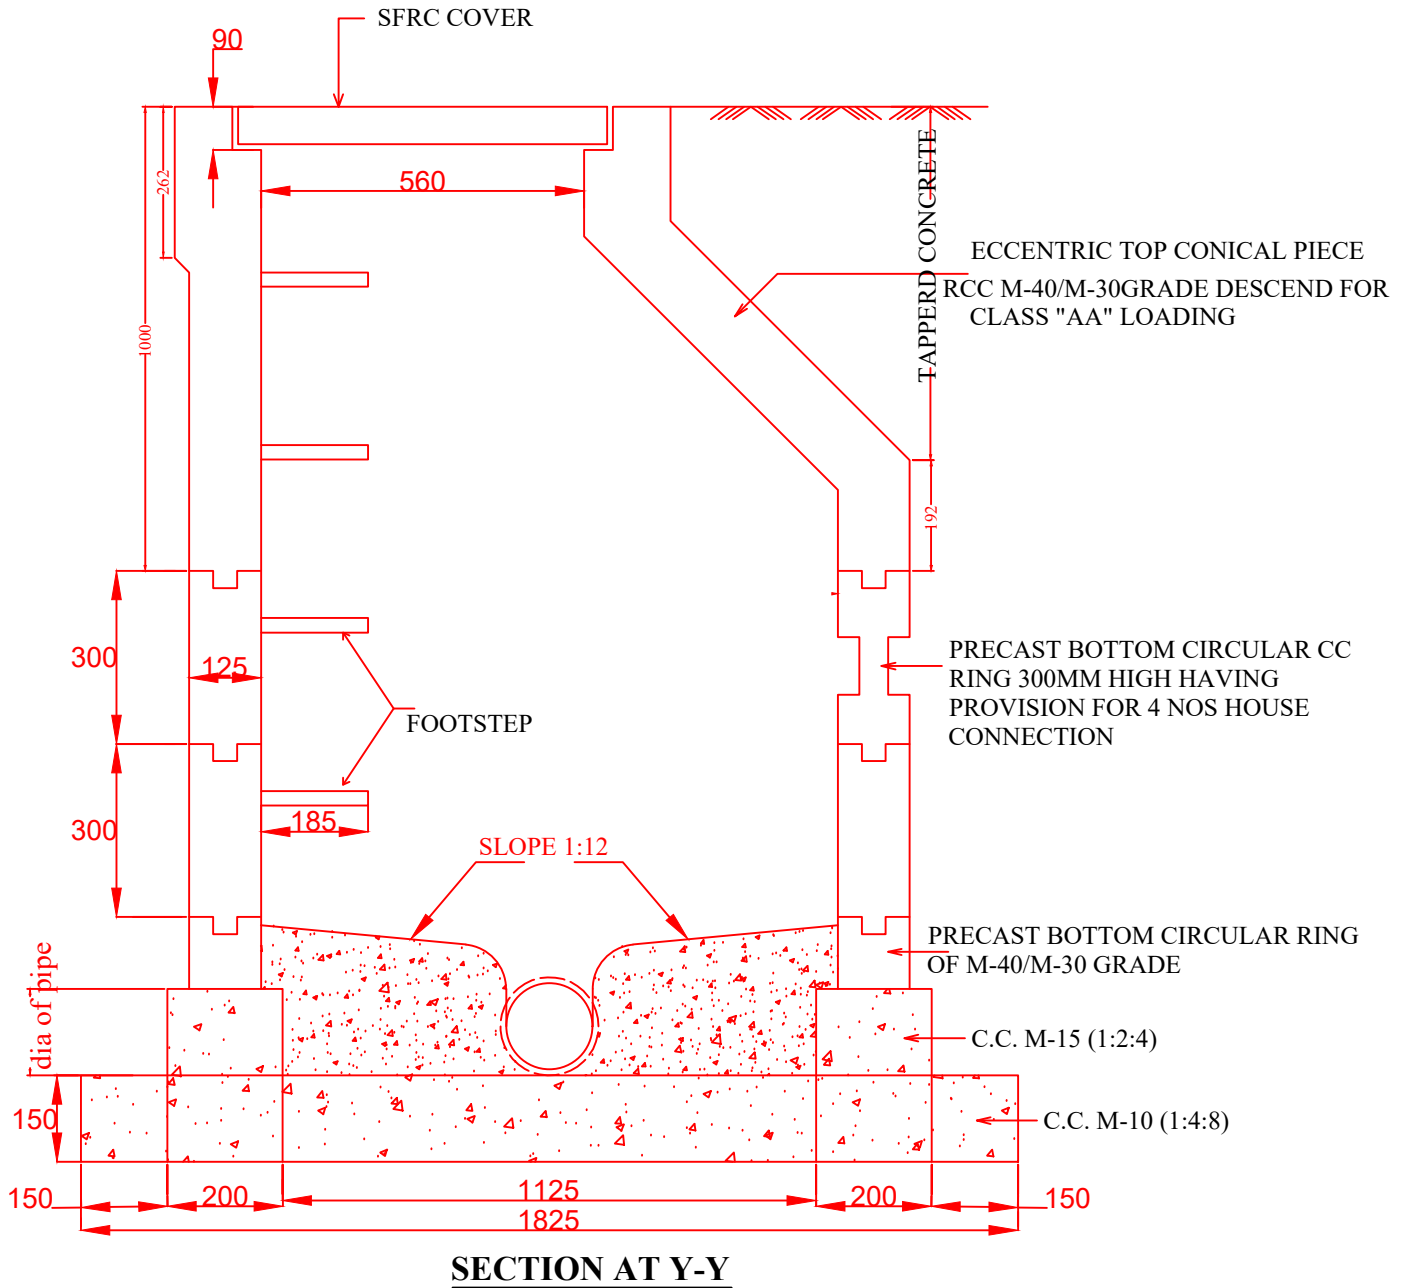 SFRC COVER
90
560
262
1000
TAPPERD CONCRETE
ECCENTRIC TOP CONICAL PIECE
RCC M-40/M-30GRADE DESCEND FOR
CLASS "AA" LOADING
192
300
125
PRECAST BOTTOM CIRCULAR CC
RING 300MM HIGH HAVING
PROVISION FOR 4 NOS HOUSE
CONNECTION
FOOTSTEP
300
185
SLOPE 1:12
PRECAST BOTTOM CIRCULAR RING
OF M-40/M-30 GRADE
dia of pipe
C.C. M-15 (1:2:4)
150
C.C. M-10 (1:4:8)
150
200
1125
200
150
1825
SECTION AT Y-Y